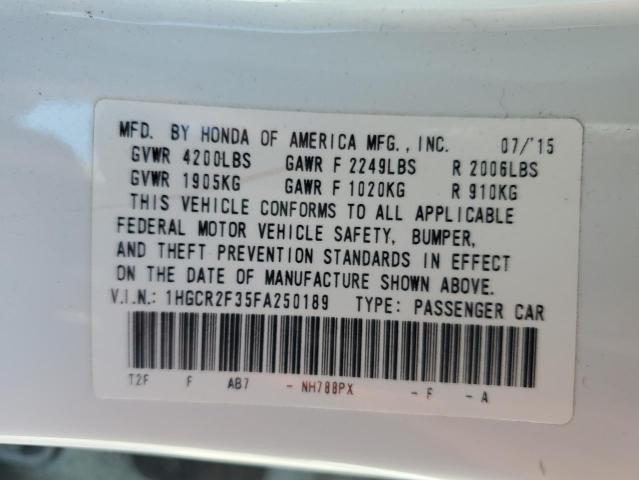 MFD. BY HONDA OF AMERICA MFG., INC. 07/'15
GVWR 4200LBS GAWR F 2249LBS R 2006LBS
GVWR 1905KG GAWR F 1020KG R 910KG
THIS VEHICLE CONFORMS TO ALL APPLICABLE
FEDERAL MOTOR VEHICLE SAFETY, BUMPER,
AND THEFT PREVENTION STANDARDS IN EFFECT
ON THE DATE OF MANUFACTURE SHOWN ABOVE.
V.I.N.: 1HGCR2F35FA250189 TYPE: PASSENGER CAR
T2F F AB7 - NH788PX - F - A